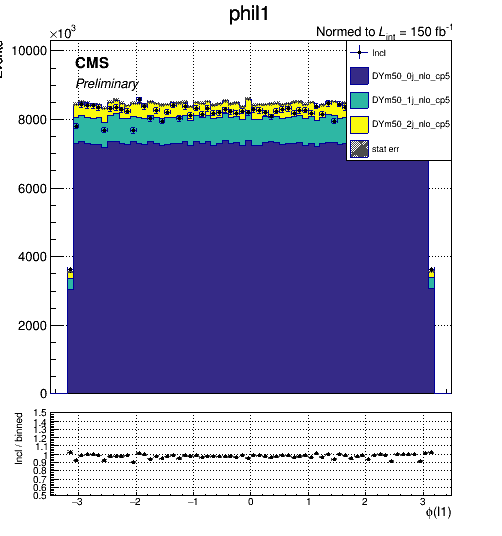 phil1
Normed to L_int = 150 fb⁻¹
×10³
Events
CMS
Preliminary
Incl
DYm50_0j_nlo_cp5
DYm50_1j_nlo_cp5
DYm50_2j_nlo_cp5
stat err
10000
8000
6000
4000
2000
0
Incl / binned
1.5
1.4
1.3
1.2
1.1
1
0.9
0.8
0.7
0.6
0.5
−3 −2 −1 0 1 2 3
ϕ(l1)